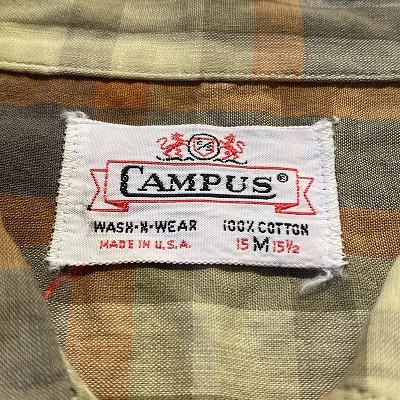 CAMPUS®
WASH-N-WEAR 100% COTTON
MADE IN U.S.A. 15 M 15½